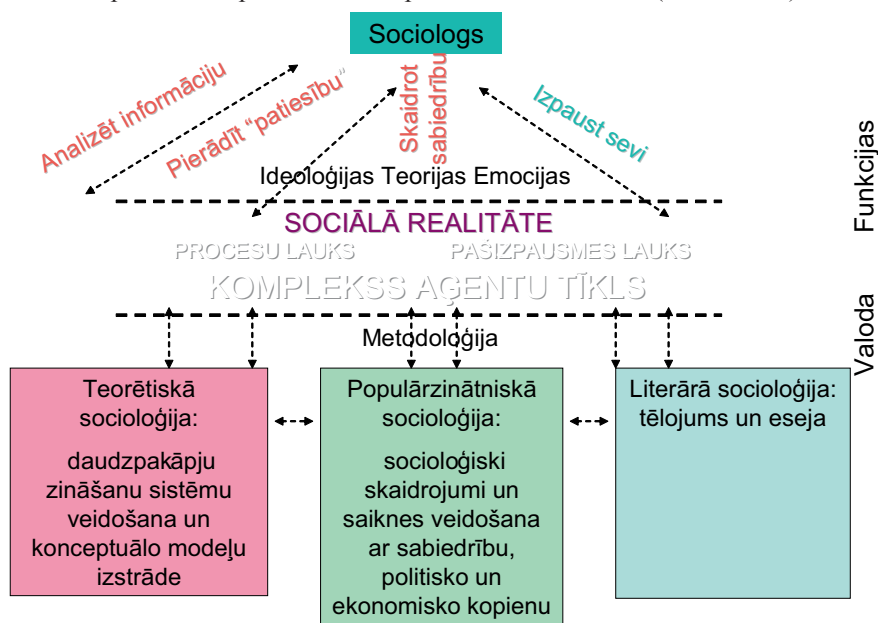 Sociologs
Analizēt informāciju
Pierādīt “patiesību”
Skaidrot
sabiedrību
Izpaust sevi
Funkcijas
Ideoloģijas Teorijas Emocijas
SOCIĀLĀ REALITĀTE
PROCESU LAUKS PAŠIZPAUSMES LAUKS
KOMPLEKSS AĢENTU TĪKLS
Valoda
Metodoloģija
Teorētiskā
socioloģija:
daudzpakāpju
zināšanu sistēmu
veidošana un
konceptuālo modeļu
izstrāde
Populārzinātniskā
socioloģija:
socioloģiski
skaidrojumi un
saiknes veidošana
ar sabiedrību,
politisko un
ekonomisko kopienu
Literārā socioloģija:
tēlojums un eseja